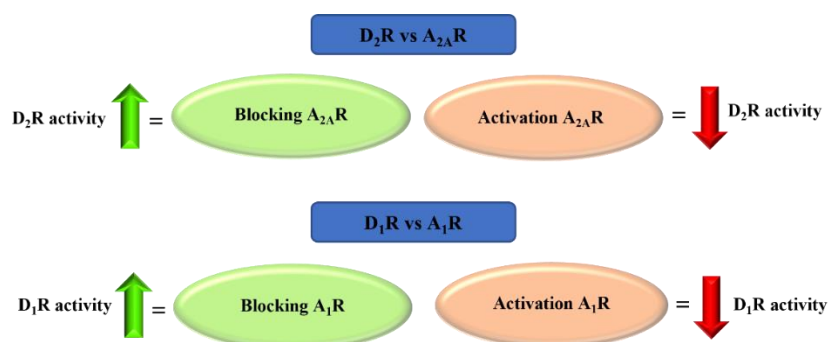 D₂R vs A₂ₐR
D₂R activity = Blocking A₂ₐR Activation A₂ₐR = D₂R activity
D₁R vs A₁R
D₁R activity = Blocking A₁R Activation A₁R = D₁R activity